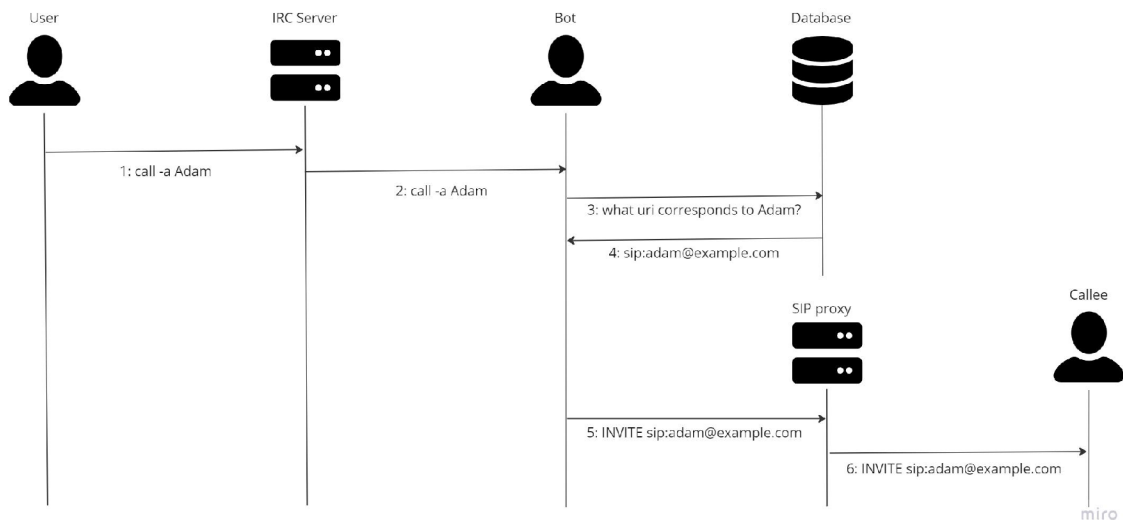 User
IRC Server
Bot
Database
1: call -a Adam
2: call -a Adam
3: what uri corresponds to Adam?
4: sip:adam@example.com
SIP proxy
Callee
5: INVITE sip:adam@example.com
6: INVITE sip:adam@example.com
miro